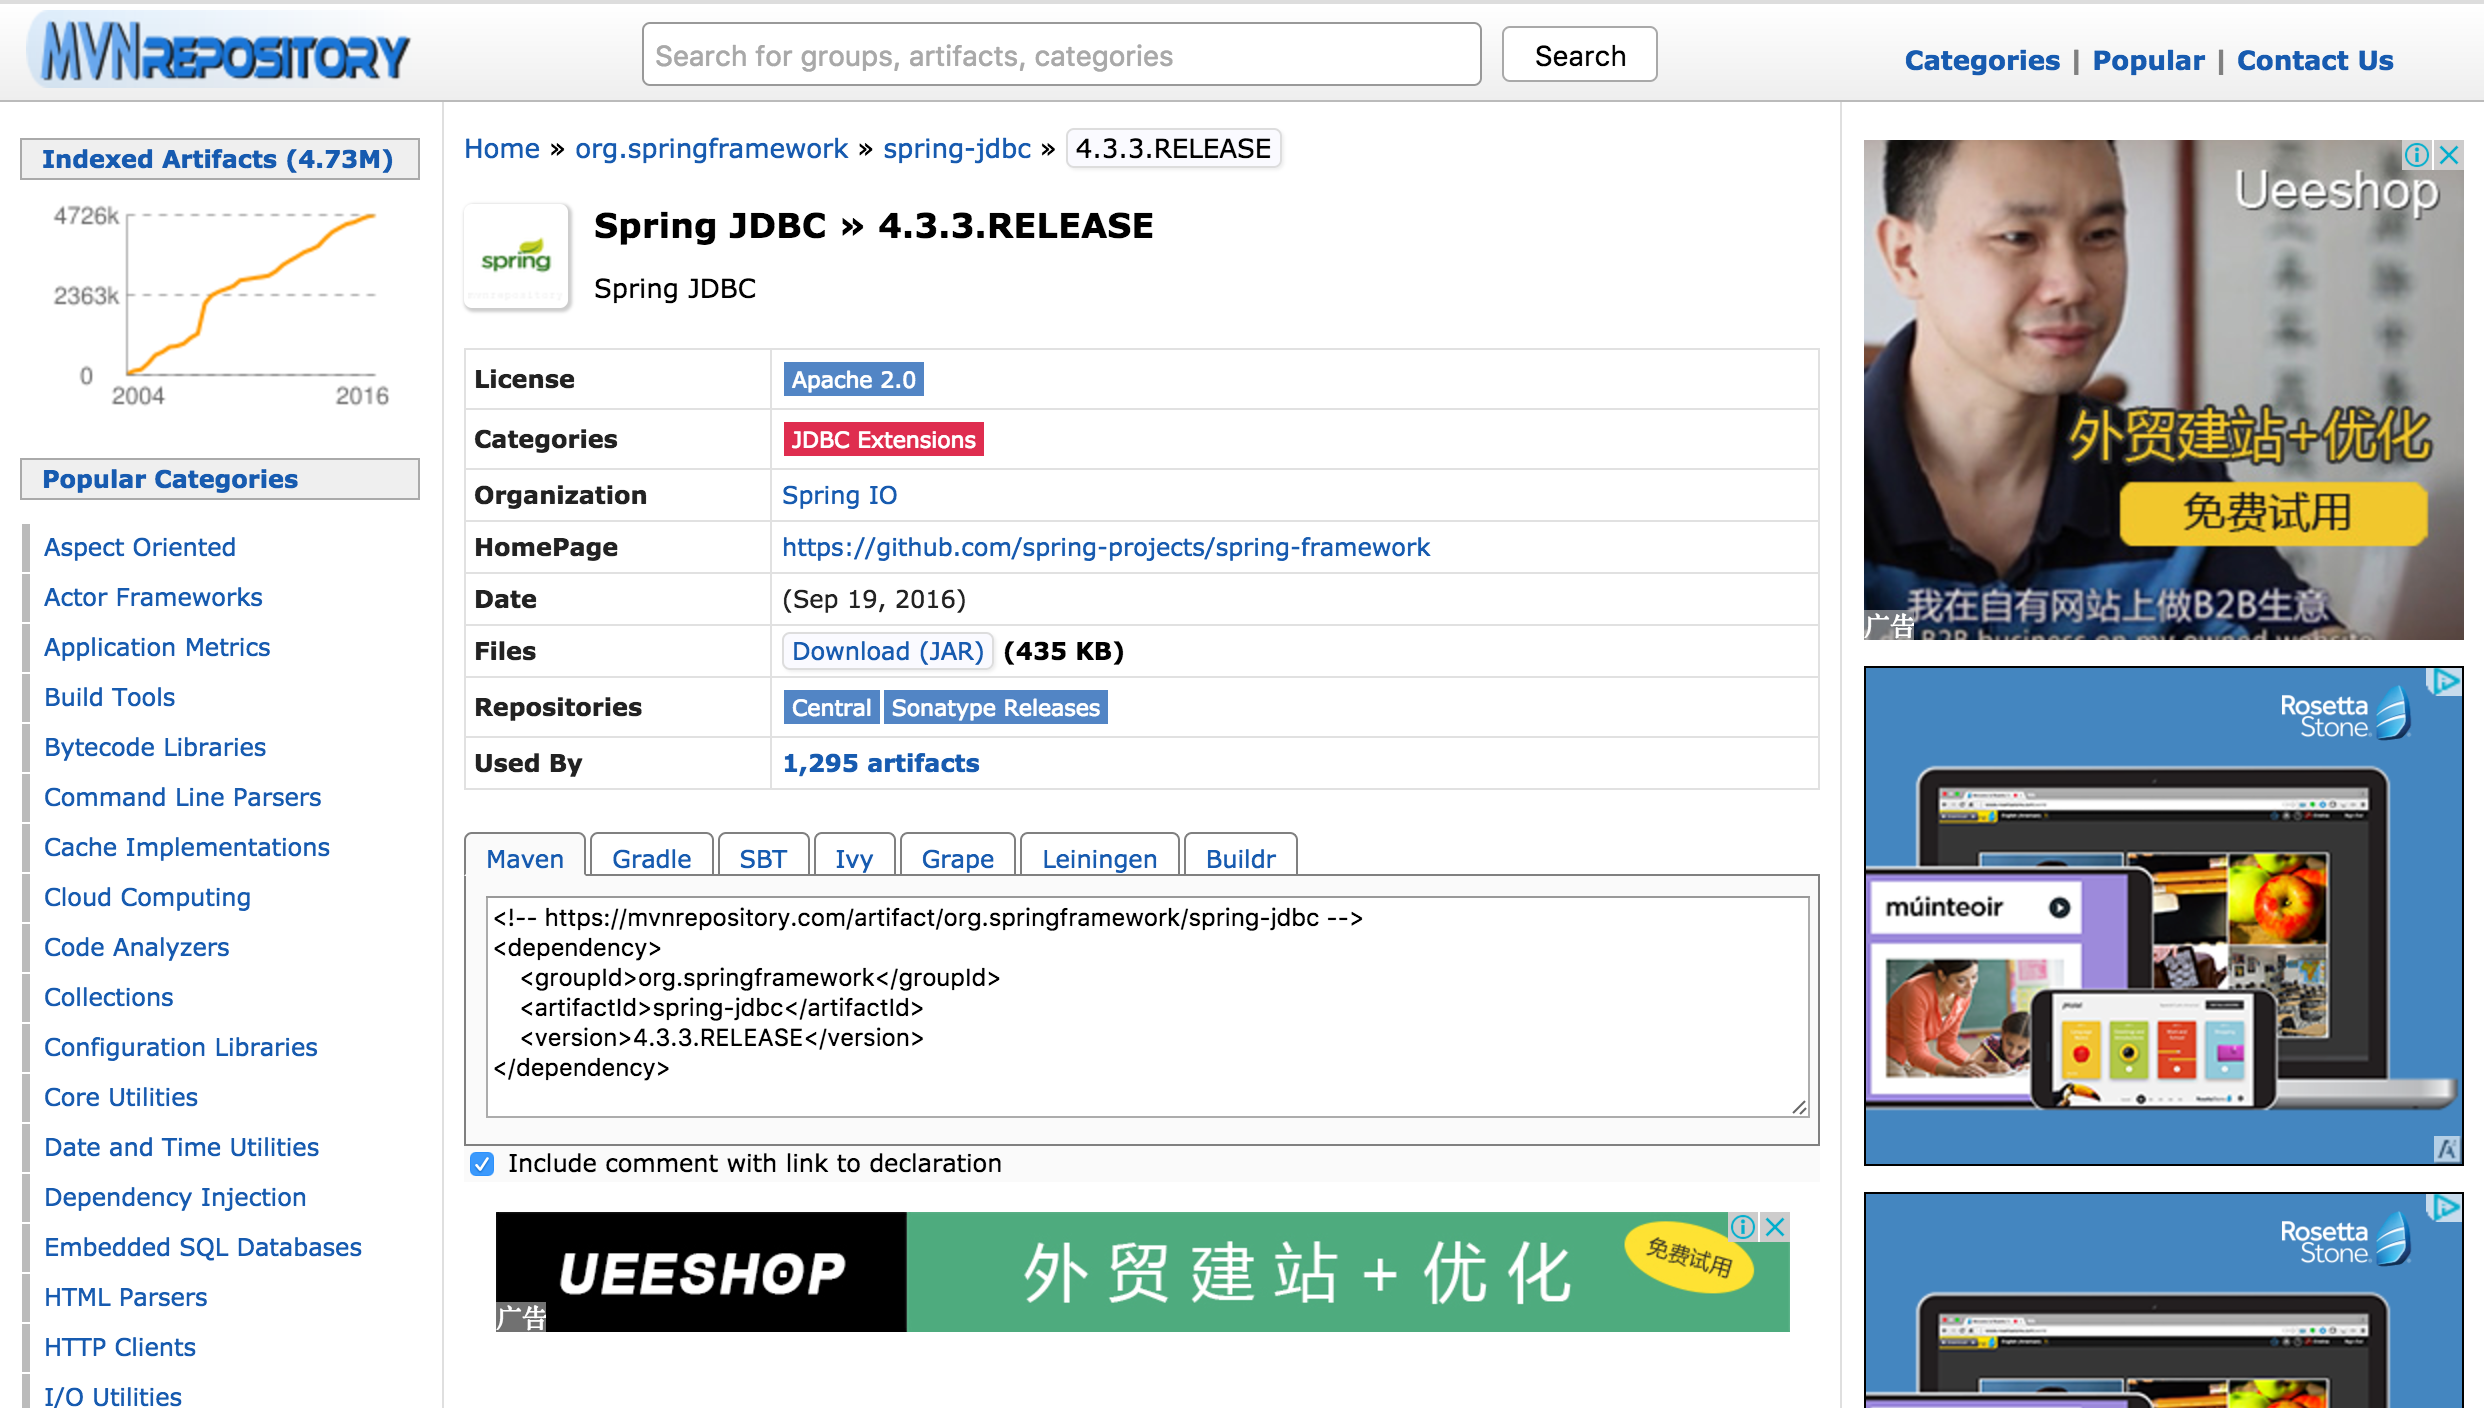 MVNREPOSITORY
Search for groups, artifacts, categories
Search
Categories | Popular | Contact Us
Indexed Artifacts (4.73M)
4726k
2363k
0
2004 2016
Popular Categories
Aspect Oriented
Actor Frameworks
Application Metrics
Build Tools
Bytecode Libraries
Command Line Parsers
Cache Implementations
Cloud Computing
Code Analyzers
Collections
Configuration Libraries
Core Utilities
Date and Time Utilities
Dependency Injection
Embedded SQL Databases
HTML Parsers
HTTP Clients
I/O Utilities
Home » org.springframework » spring-jdbc » 4.3.3.RELEASE
spring
mvnrepository
Spring JDBC » 4.3.3.RELEASE
Spring JDBC
License Apache 2.0
Categories JDBC Extensions
Organization Spring IO
HomePage https://github.com/spring-projects/spring-framework
Date (Sep 19, 2016)
Files Download (JAR) (435 KB)
Repositories Central Sonatype Releases
Used By 1,295 artifacts
Maven Gradle SBT Ivy Grape Leiningen Buildr
<!-- https://mvnrepository.com/artifact/org.springframework/spring-jdbc -->
<dependency>
    <groupId>org.springframework</groupId>
    <artifactId>spring-jdbc</artifactId>
    <version>4.3.3.RELEASE</version>
</dependency>
Include comment with link to declaration
UEESHOP
外贸建站+优化
免费试用
广告
Ueeshop
外贸建站+优化
免费试用
我在自有网站上做B2B生意
B2B business on my owned website
广告
Rosetta
Stone
múinteoir
Rosetta
Stone